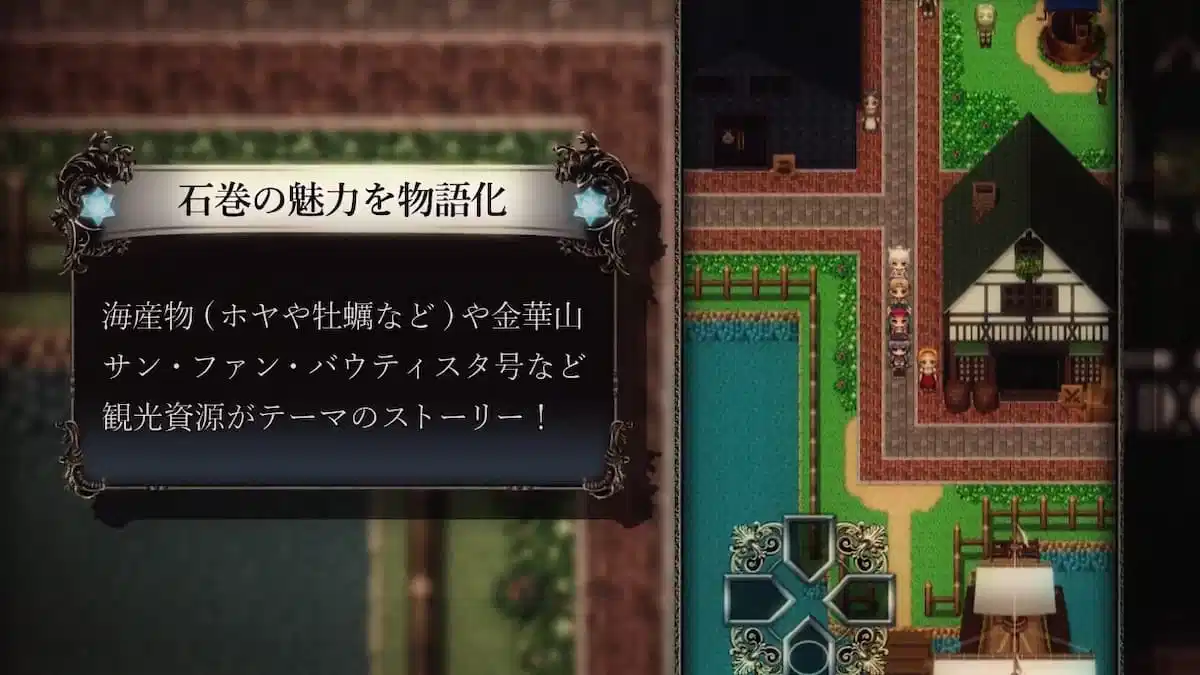 石巻の魅力を物語化
海産物(ホヤや牡蠣など)や金華山
サン・ファン・バウティスタ号など
観光資源がテーマのストーリー！